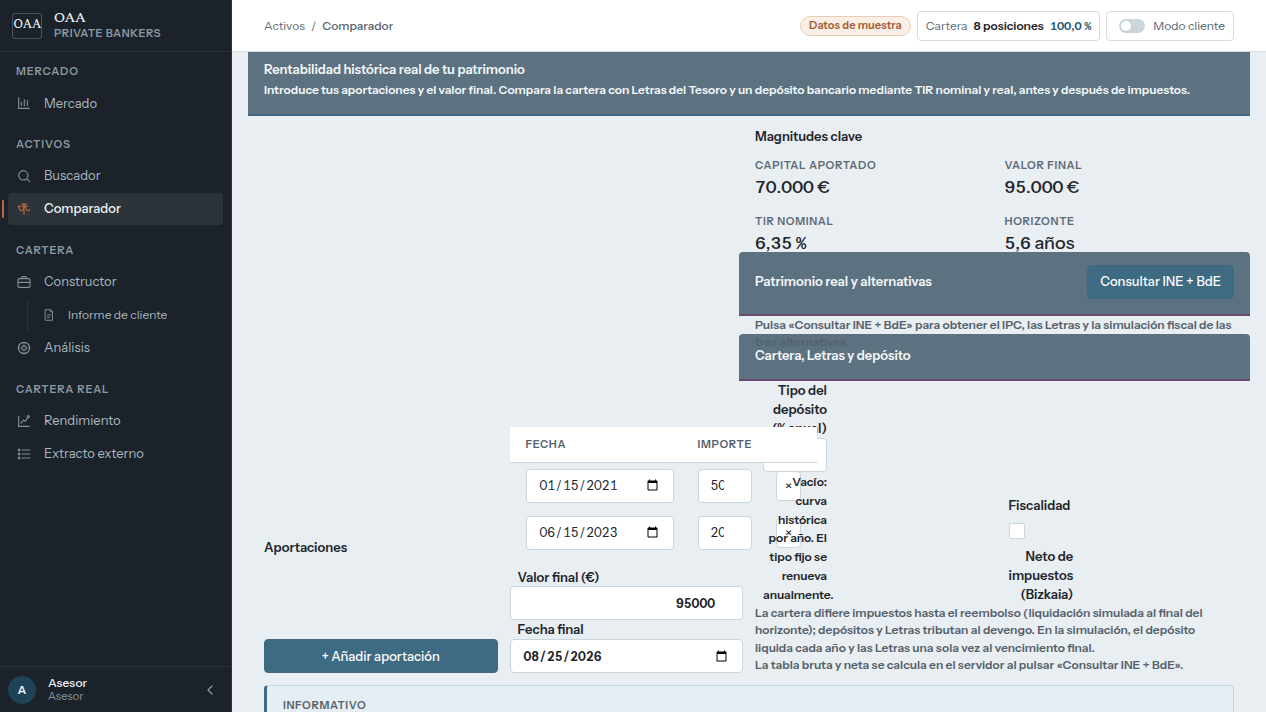 OAA
OAA
PRIVATE BANKERS
MERCADO
Mercado
ACTIVOS
Buscador
Comparador
CARTERA
Constructor
Informe de cliente
Análisis
CARTERA REAL
Rendimiento
Extracto externo
A
Asesor
Asesor
Activos / Comparador
Datos de muestra
Cartera 8 posiciones 100,0 %
Modo cliente
Rentabilidad histórica real de tu patrimonio
Introduce tus aportaciones y el valor final. Compara la cartera con Letras del Tesoro y un depósito bancario mediante TIR nominal y real, antes y después de impuestos.
Magnitudes clave
CAPITAL APORTADO
70.000 €
VALOR FINAL
95.000 €
TIR NOMINAL
6,35 %
HORIZONTE
5,6 años
Patrimonio real y alternativas
Consultar INE + BdE
Pulsa «Consultar INE + BdE» para obtener el IPC, las Letras y la simulación fiscal de las
tres alternativas.
Cartera, Letras y depósito
Tipo del
depósito
(% anual)
Vacío:
curva
histórica
por año. El
tipo fijo se
renueva
anualmente.
Fiscalidad
Neto de
impuestos
(Bizkaia)
La cartera difiere impuestos hasta el reembolso (liquidación simulada al final del
horizonte); depósitos y Letras tributan al devengo. En la simulación, el depósito
liquida cada año y las Letras una sola vez al vencimiento final.
La tabla bruta y neta se calcula en el servidor al pulsar «Consultar INE + BdE».
Aportaciones
FECHA IMPORTE
01/15/2021 50 ×
06/15/2023 20 ×
Valor final (€)
95000
Fecha final
08/25/2026
+ Añadir aportación
INFORMATIVO